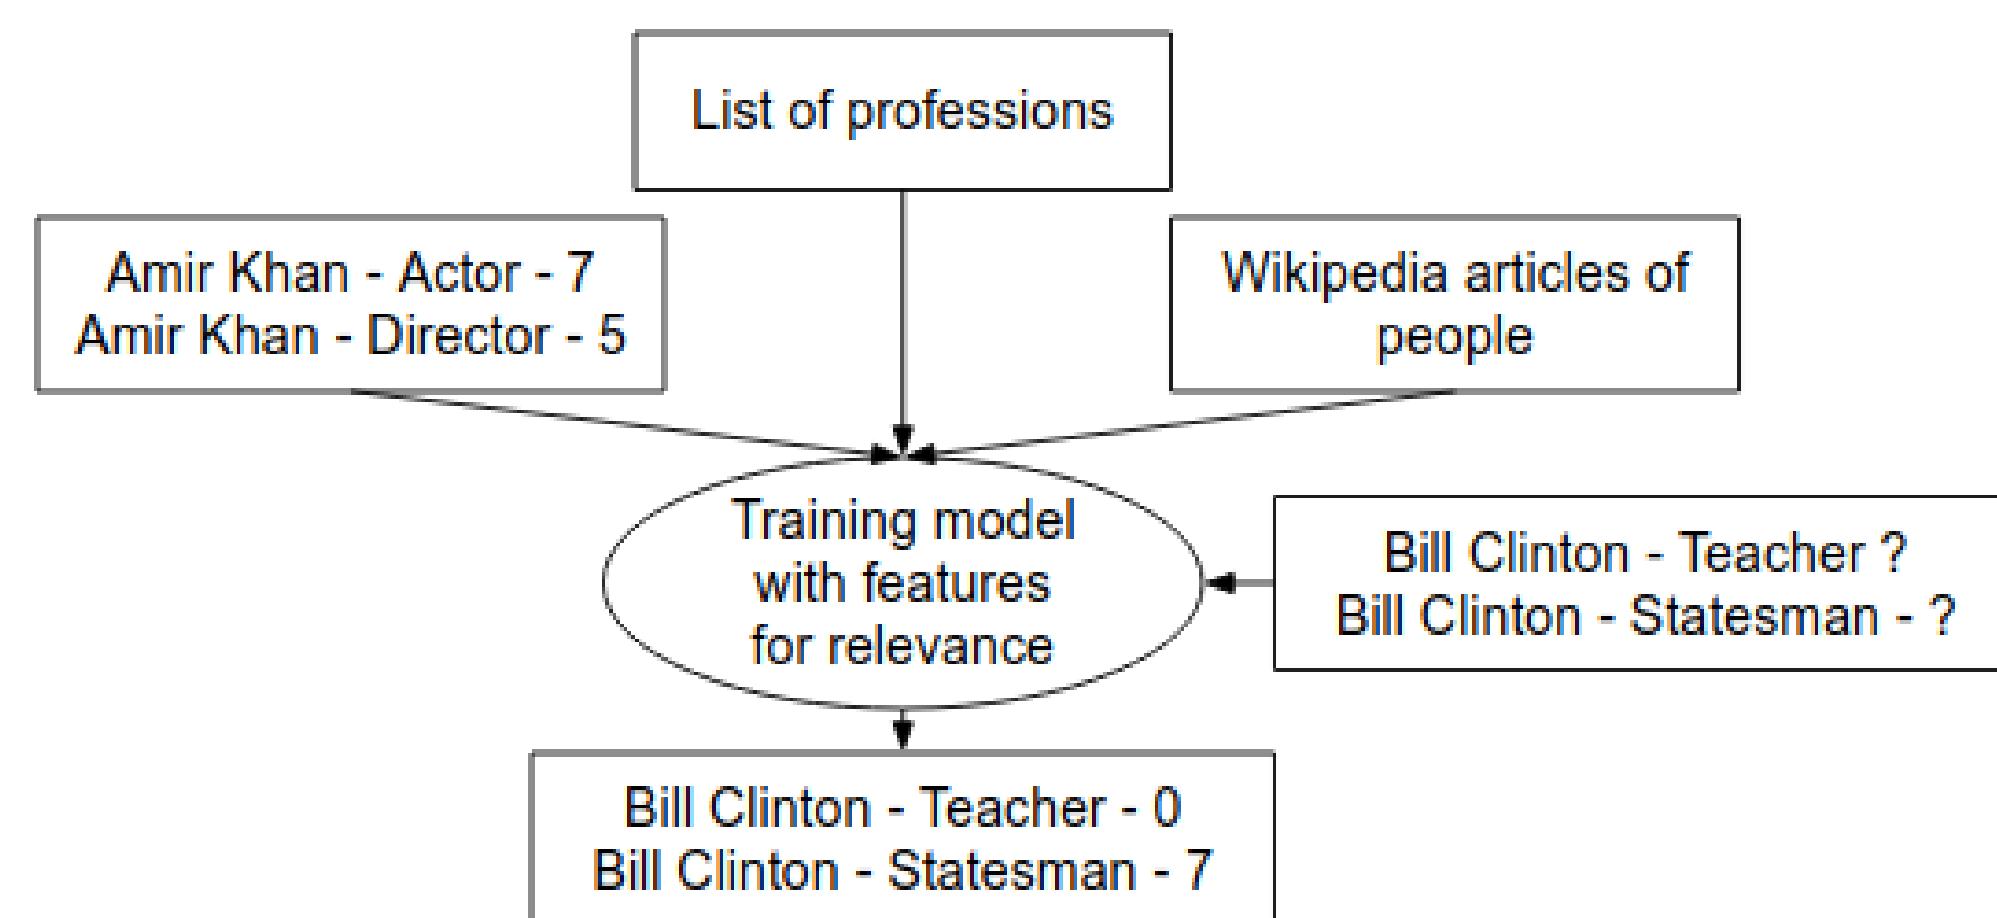 List of professions
Amir Khan - Actor - 7
Amir Khan - Director - 5
Wikipedia articles of
people
Training model
with features
for relevance
Bill Clinton - Teacher ?
Bill Clinton - Statesman - ?
Bill Clinton - Teacher - 0
Bill Clinton - Statesman - 7